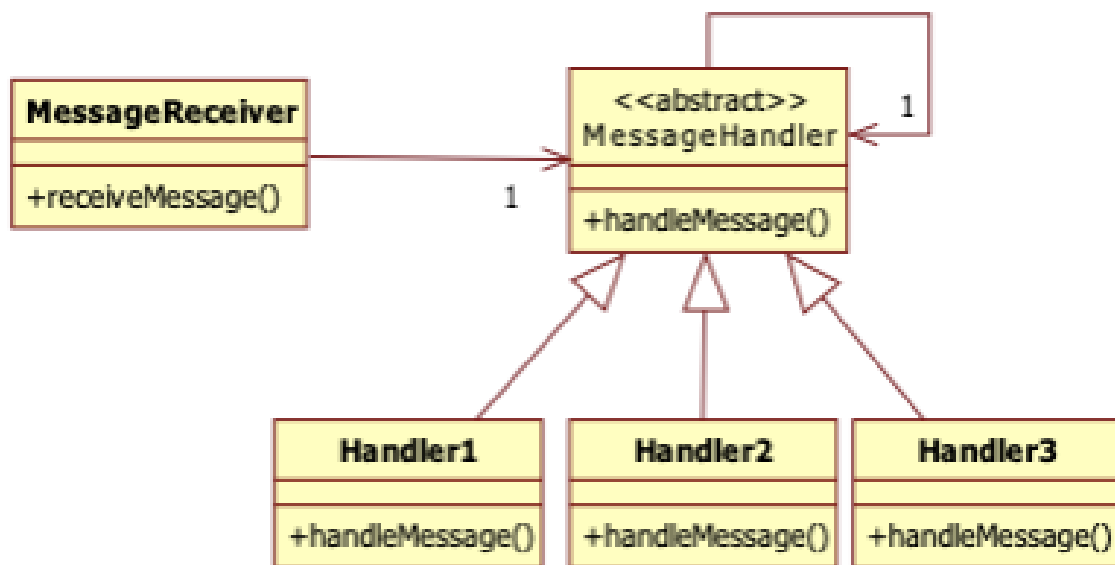 MessageReceiver
+receiveMessage()
1
<<abstract>>
MessageHandler
+handleMessage()
1
Handler1
+handleMessage()
Handler2
+handleMessage()
Handler3
+handleMessage()